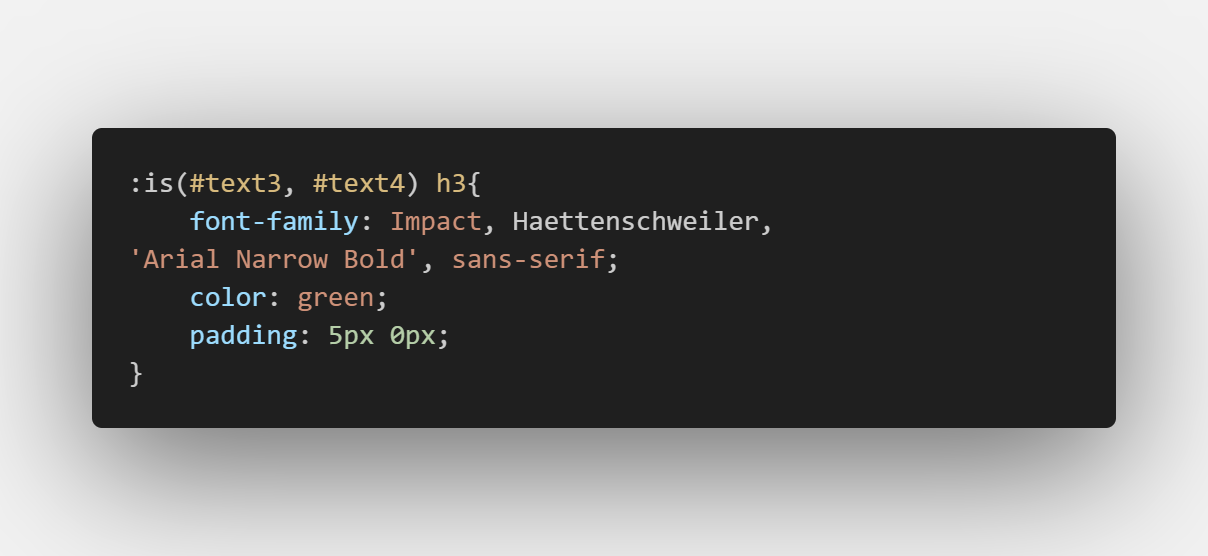 :is(#text3, #text4) h3{
    font-family: Impact, Haettenschweiler,
'Arial Narrow Bold', sans-serif;
    color: green;
    padding: 5px 0px;
}